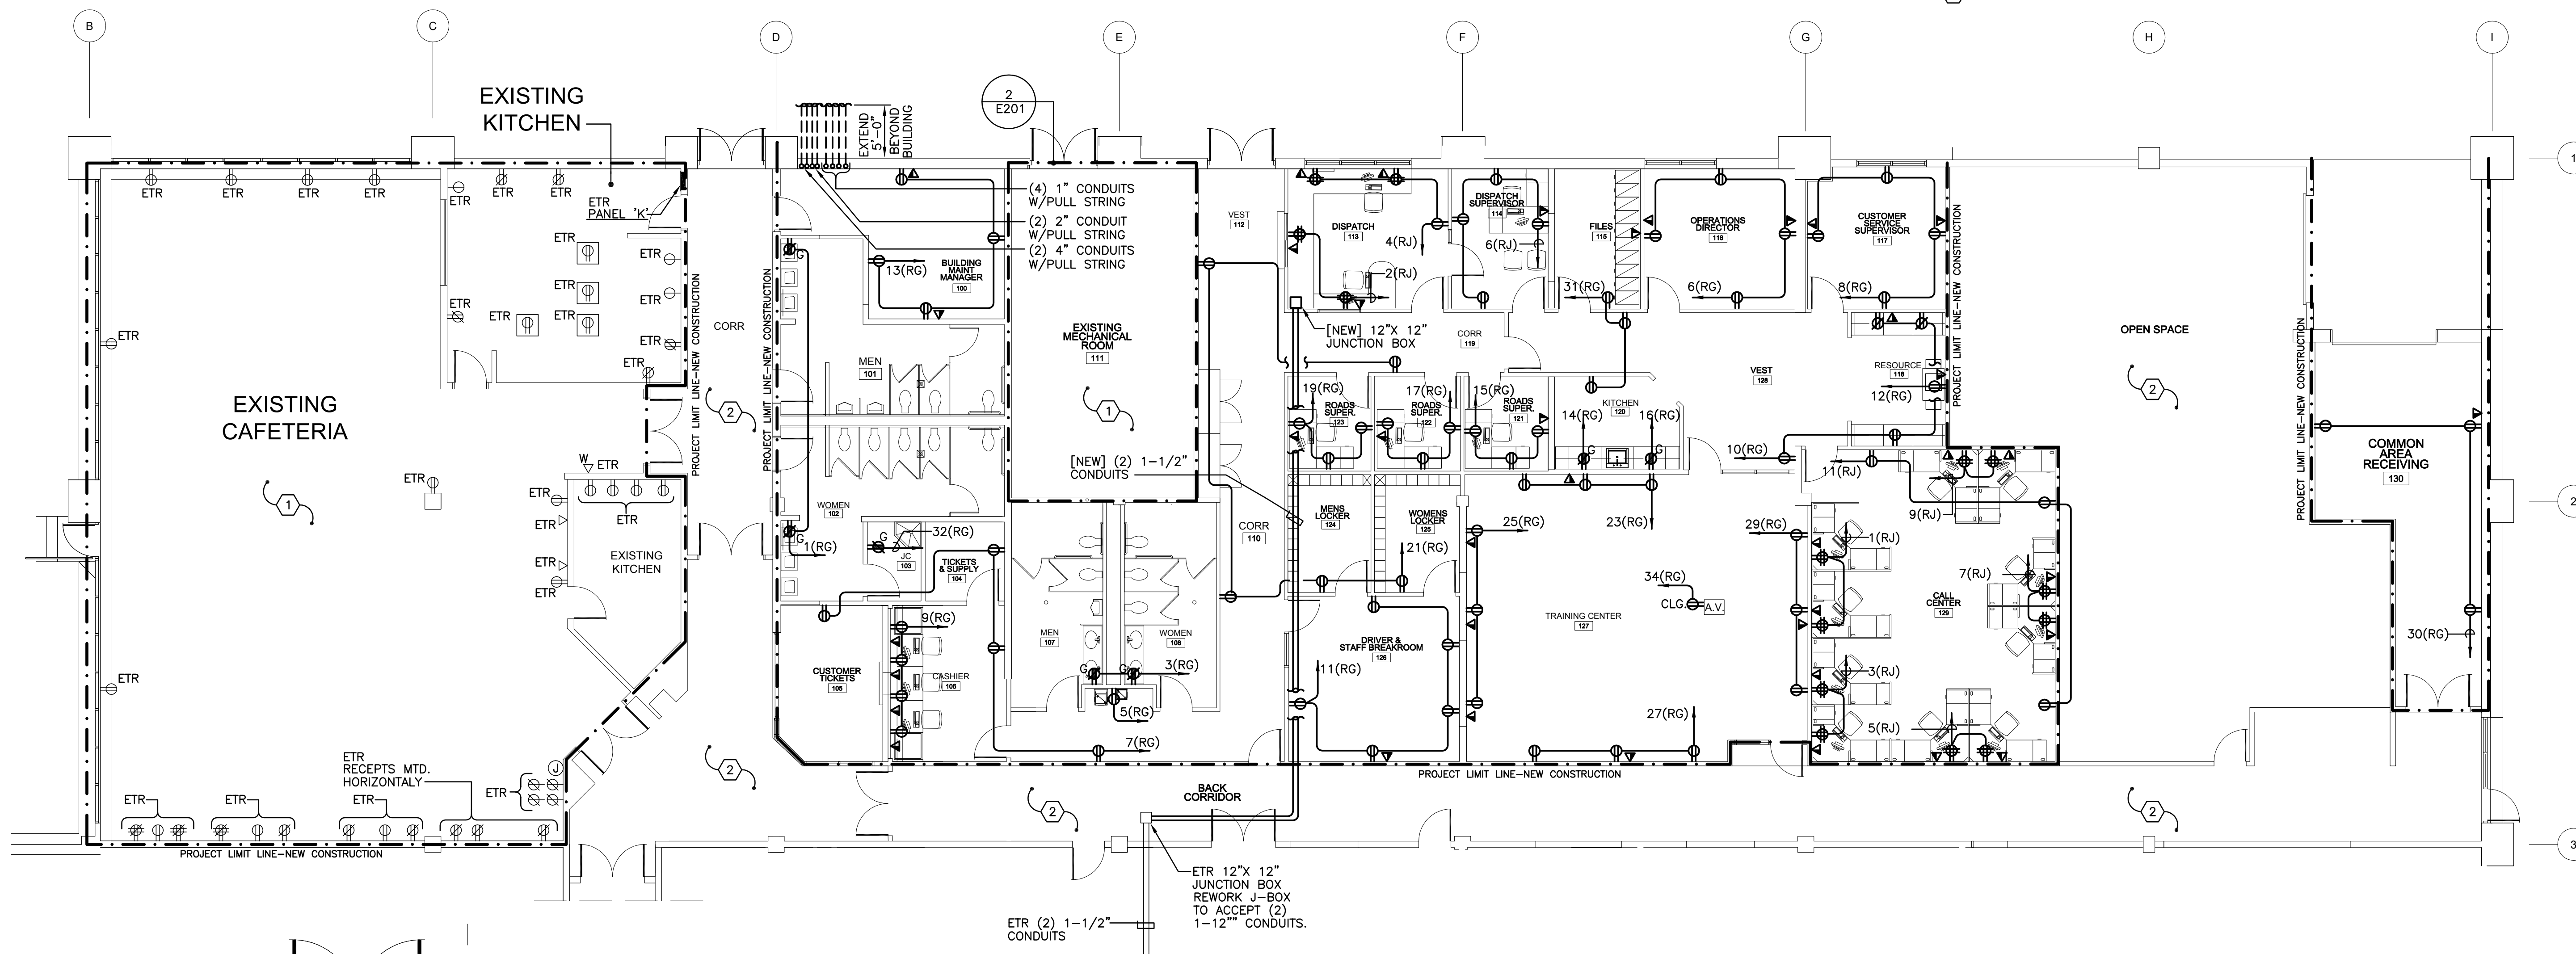 B
C
D
E
F
G
H
I
EXISTING
KITCHEN
2
E201
EXTEND
5'-0"
BEYOND
BUILDING
1
ETR
ETR
ETR
ETR
ETR
ETR
ETR
ETR
PANEL 'K'
(4) 1" CONDUITS
W/PULL STRING
(2) 2" CONDUIT
W/PULL STRING
(2) 4" CONDUITS
W/PULL STRING
VEST
112
DISPATCH
113
DISPATCH
SUPERVISOR
114
FILES
115
OPERATIONS
DIRECTOR
116
CUSTOMER
SERVICE
SUPERVISOR
117
4(RJ)
6(RJ)
2(RJ)
31(RG)
6(RG)
8(RG)
ETR
ETR
ETR
ETR
ETR
ETR
ETR
ETR
ETR
ETR
PROJECT LIMIT LINE-NEW CONSTRUCTION
PROJECT LIMIT LINE-NEW CONSTRUCTION
CORR
2
G
13(RG)
BUILDING
MAINT
MANAGER
100
EXISTING
MECHANICAL
ROOM
111
1
[NEW] 12"X 12"
JUNCTION BOX
CORR
119
VEST
128
RESOURCE
118
12(RG)
PROJECT LIMIT LINE-NEW CONSTRUCTION
OPEN SPACE
2
PROJECT LIMIT LINE-NEW CONSTRUCTION
MEN
101
EXISTING
CAFETERIA
1
19(RG)
17(RG)
15(RG)
ROADS
SUPER.
123
ROADS
SUPER.
122
ROADS
SUPER.
121
KITCHEN
120
14(RG)
16(RG)
G
G
10(RG)
W
ETR
ETR
ETR
ETR
ETR
ETR
ETR
ETR
EXISTING
KITCHEN
WOMEN
102
G
1(RG)
G
32(RG)
JC
103
TICKETS
& SUPPLY
104
[NEW] (2) 1-1/2"
CONDUITS
CORR
110
MENS
LOCKER
124
WOMENS
LOCKER
125
21(RG)
25(RG)
23(RG)
29(RG)
11(RJ)
9(RJ)
1(RJ)
7(RJ)
COMMON
AREA
RECEIVING
130
2
34(RG)
CLG.
A.V.
TRAINING CENTER
127
CALL
CENTER
129
30(RG)
9(RG)
CUSTOMER
TICKETS
105
CASHIER
106
MEN
107
WOMEN
108
G
G
3(RG)
5(RG)
7(RG)
DRIVER &
STAFF BREAKROOM
126
11(RG)
27(RG)
3(RJ)
5(RJ)
ETR
ETR
RECEPTS MTD.
HORIZONTALY
J
ETR
ETR
ETR
ETR
2
2
2
BACK
CORRIDOR
PROJECT LIMIT LINE-NEW CONSTRUCTION
PROJECT LIMIT LINE-NEW CONSTRUCTION
3
ETR 12"X 12"
JUNCTION BOX
REWORK J-BOX
TO ACCEPT (2)
1-12"" CONDUITS.
ETR (2) 1-1/2"
CONDUITS